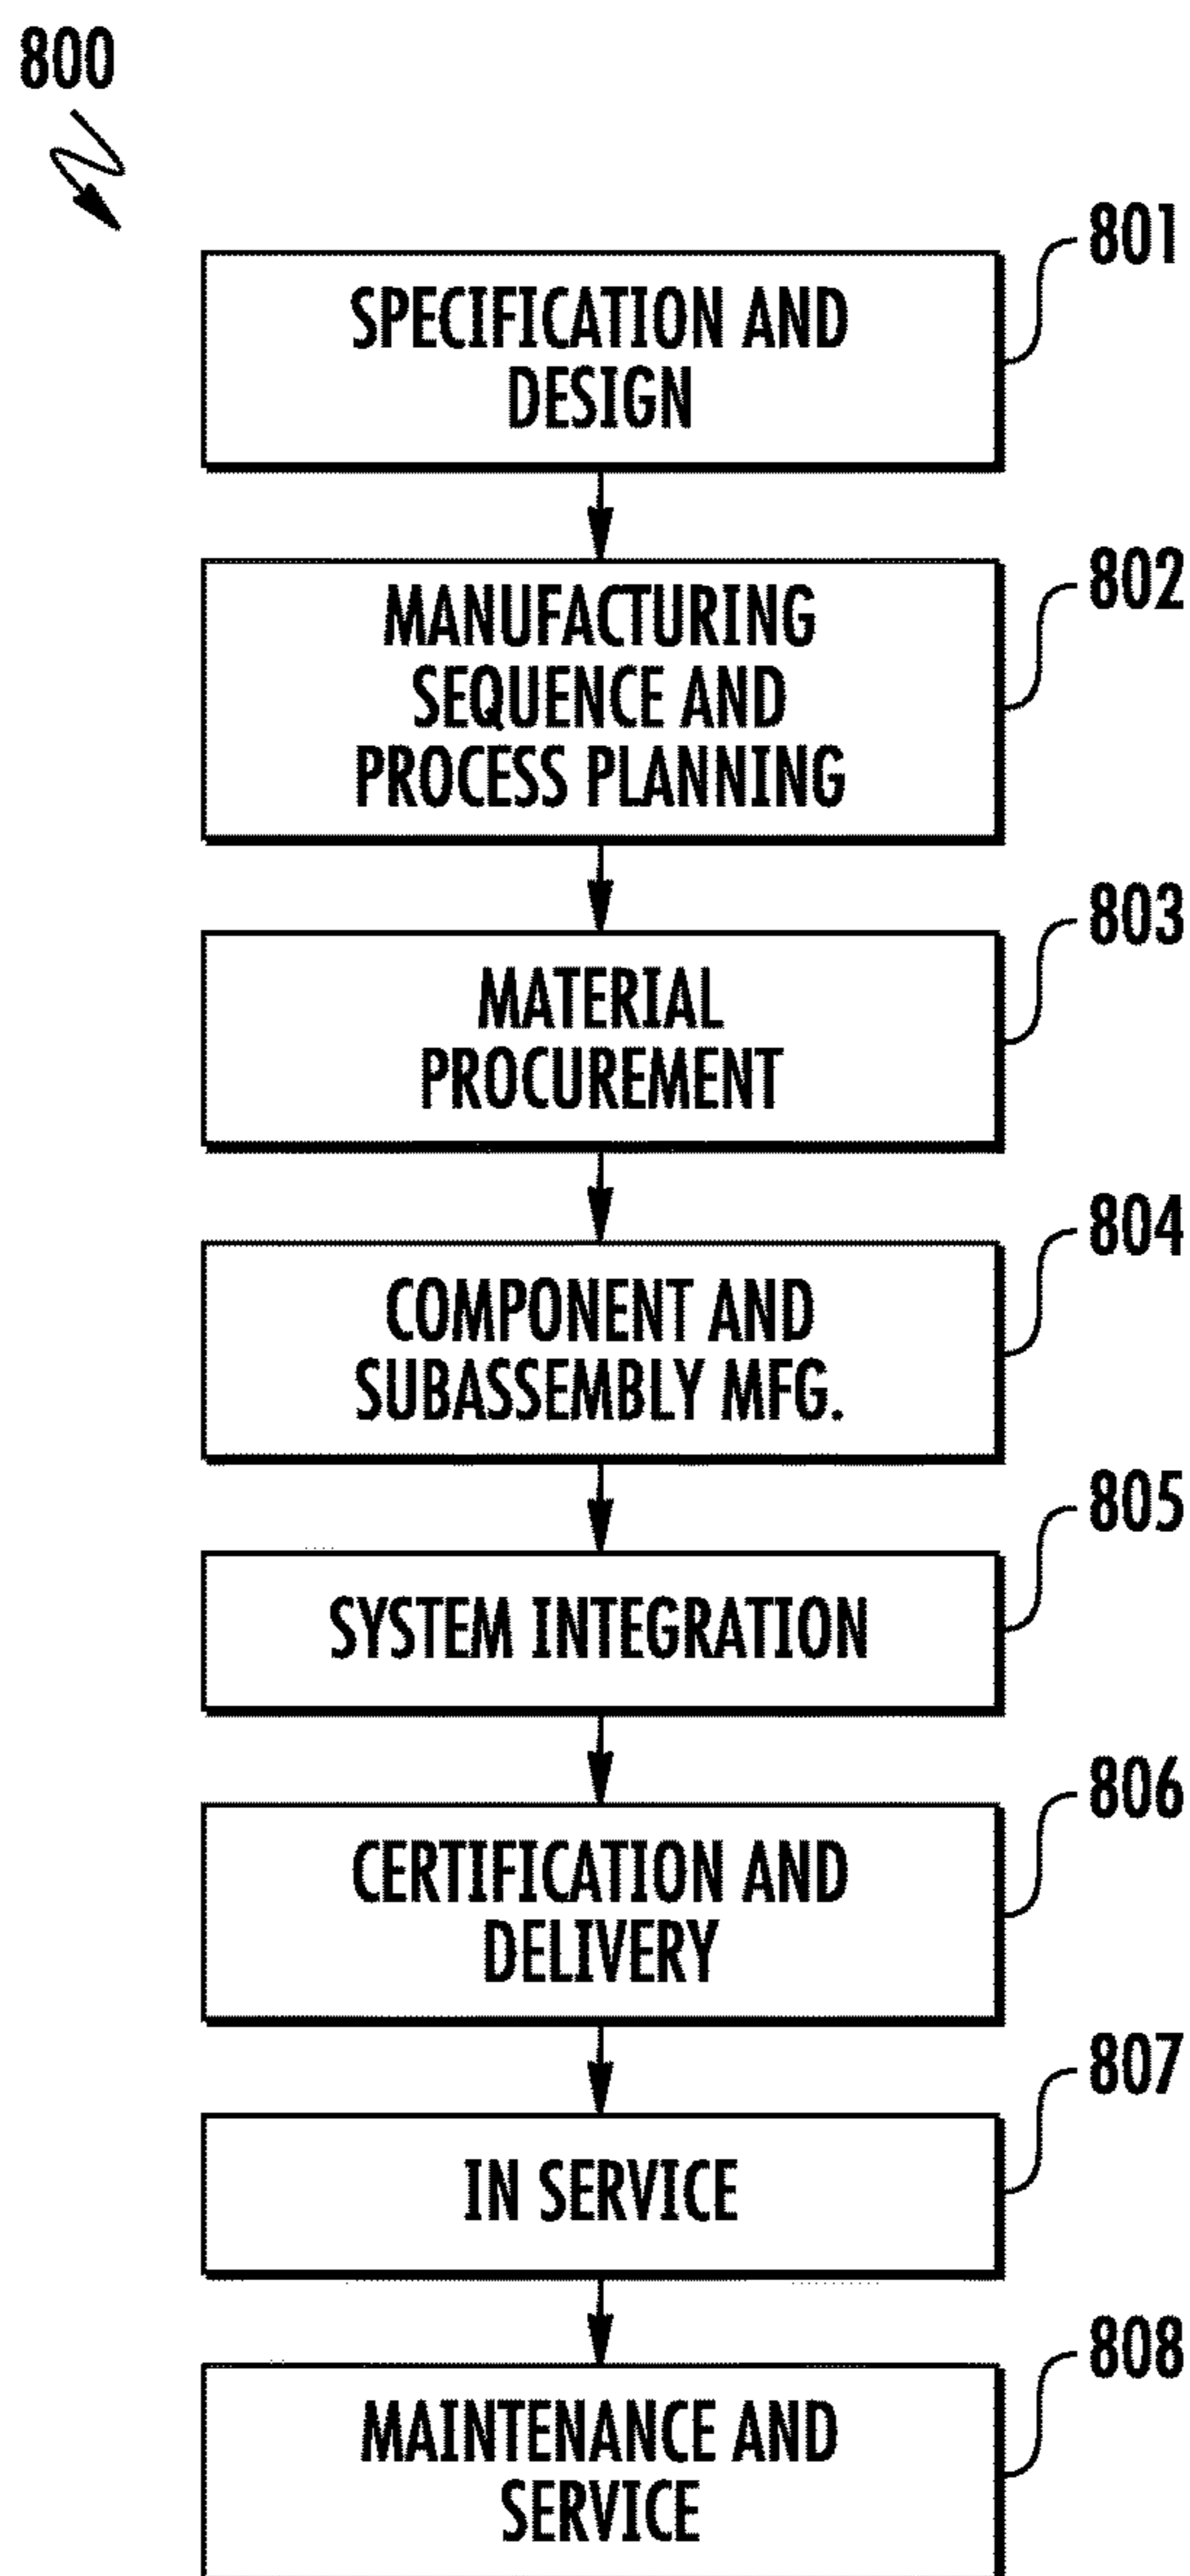 800
801
SPECIFICATION AND
DESIGN
802
MANUFACTURING
SEQUENCE AND
PROCESS PLANNING
803
MATERIAL
PROCUREMENT
804
COMPONENT AND
SUBASSEMBLY MFG.
805
SYSTEM INTEGRATION
806
CERTIFICATION AND
DELIVERY
807
IN SERVICE
808
MAINTENANCE AND
SERVICE